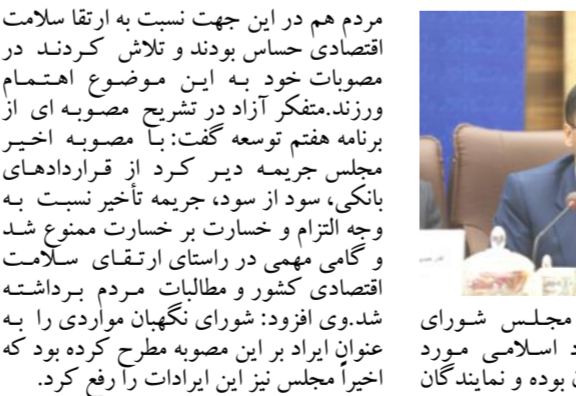 مجلس شورای
اسلامی مورد
بوده و نمایندگان
مردم هم در این جهت نسبت به ارتقا سلامت
اقتصادی حساس بودند و تلاش کردند در
مصوبات خود به این موضوع اهتمام
ورزند.متفکر آزاد در تشریح مصوبه ای از
برنامه هفتم توسعه گفت: با مصوبه اخیر
مجلس جریمه دیر کرد از قراردادهای
بانکی، سود از سود، جریمه تأخیر نسبت به
وجه التزام و خسارت بر خسارت ممنوع شد
و گامی مهمی در راستای ارتقای سلامت
اقتصادی کشور و مطالبات مردم برداشته
شد.وی افزود: شورای نگهبان مواردی را به
عنوان ایراد بر این مصوبه مطرح کرده بود که
اخیراً مجلس نیز این ایرادات را رفع کرد.